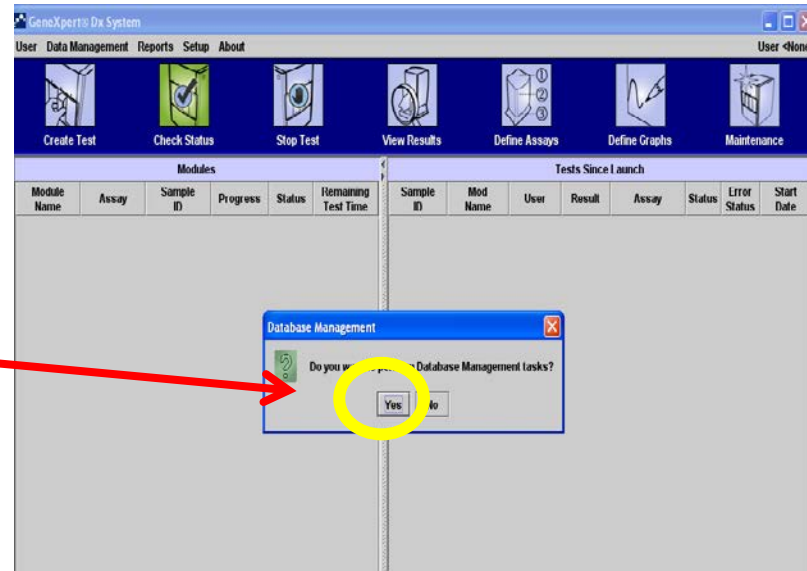 GeneXpert® Dx System
User Data Management Reports Setup About User <None
Create Test Check Status Stop Test View Results Define Assays Define Graphs Maintenance
Modules Tests Since Launch
Module Name Assay Sample ID Progress Status Remaining Test Time Sample ID Mod Name User Result Assay Status Error Status Start Date
Database Management
Do you Database Management tasks?
Yes No